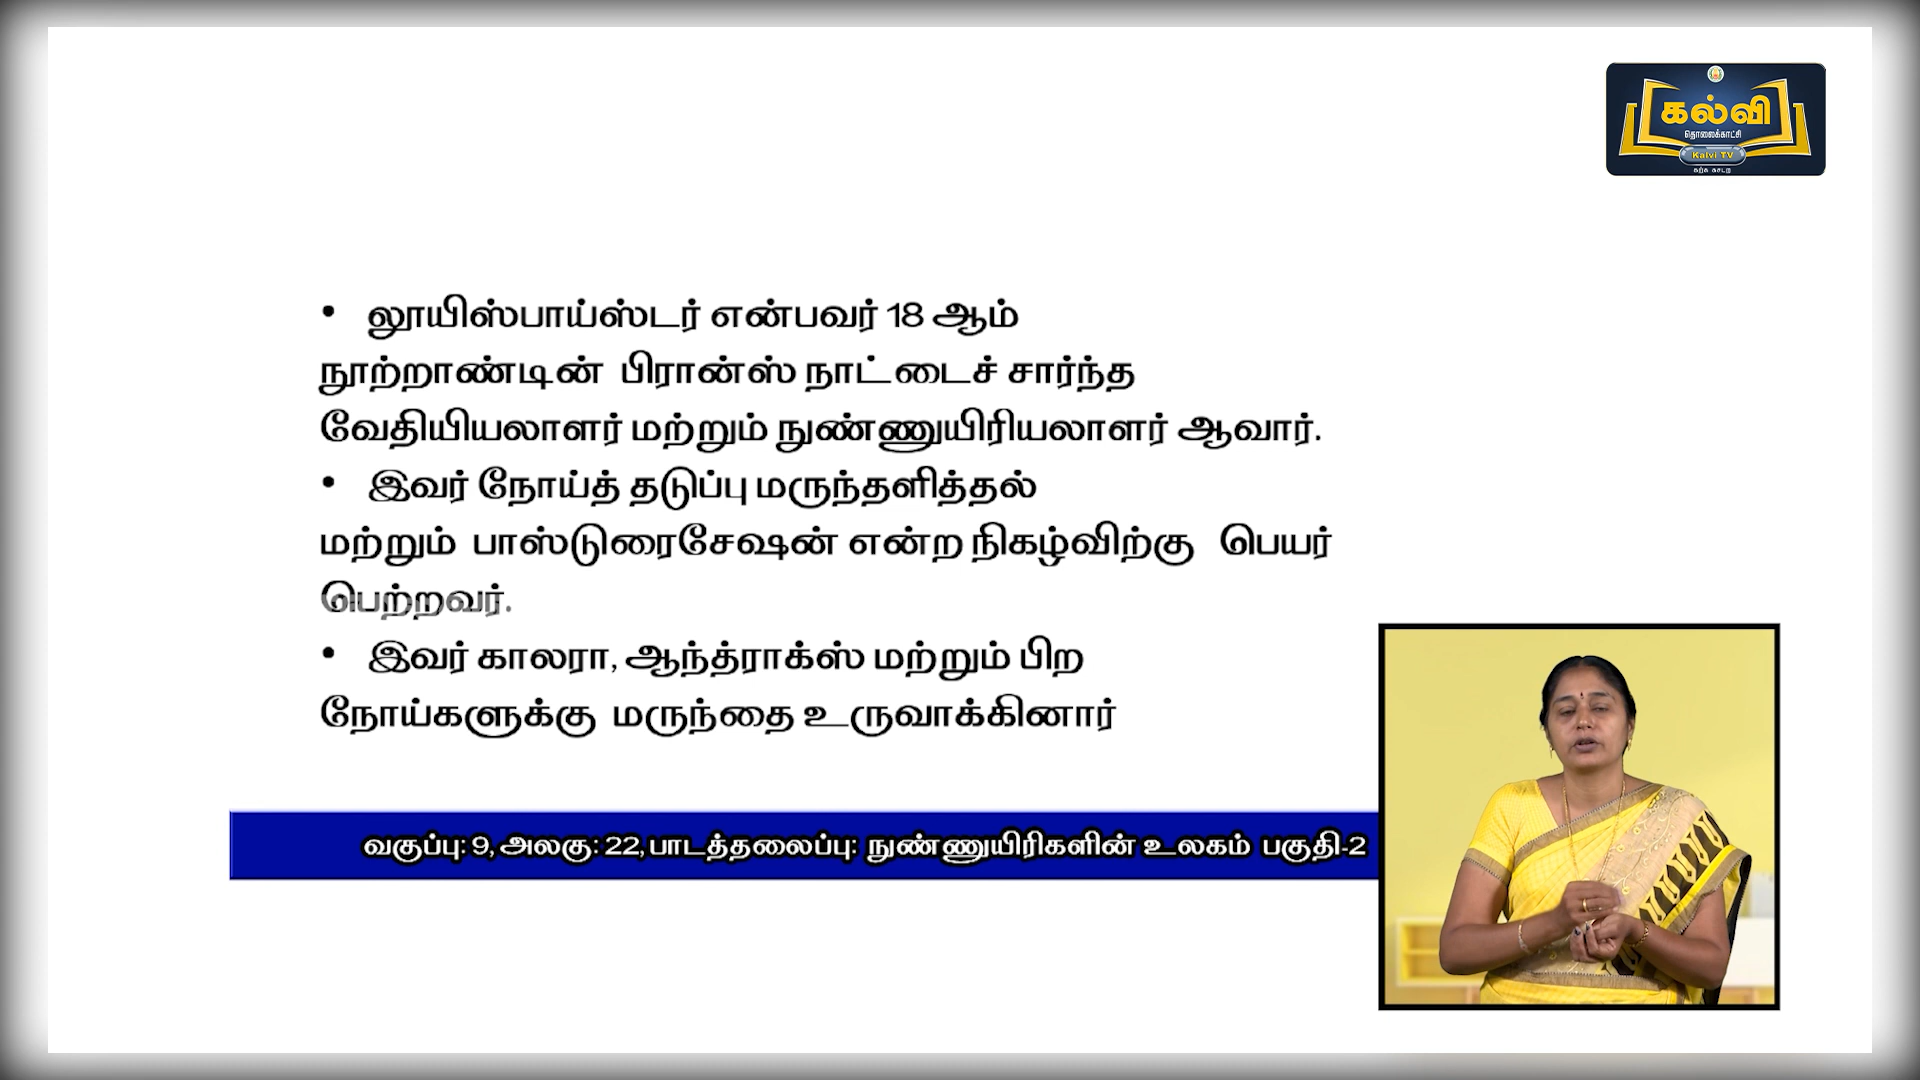 கல்வி
தொலைக்காட்சி
Kalvi TV
கற்க கசடற
• லூயிஸ்பாய்ஸ்டர் என்பவர் 18 ஆம்
நூற்றாண்டின் பிரான்ஸ் நாட்டைச் சார்ந்த
வேதியியலாளர் மற்றும் நுண்ணுயிரியலாளர் ஆவார்.
• இவர் நோய்த் தடுப்பு மருந்தளித்தல்
மற்றும் பாஸ்டுரைசேஷன் என்ற நிகழ்விற்கு பெயர்
பெற்றவர்.
• இவர் காலரா, ஆந்த்ராக்ஸ் மற்றும் பிற
நோய்களுக்கு மருந்தை உருவாக்கினார்
வகுப்பு: 9, அலகு: 22, பாடத்தலைப்பு: நுண்ணுயிரிகளின் உலகம் பகுதி-2